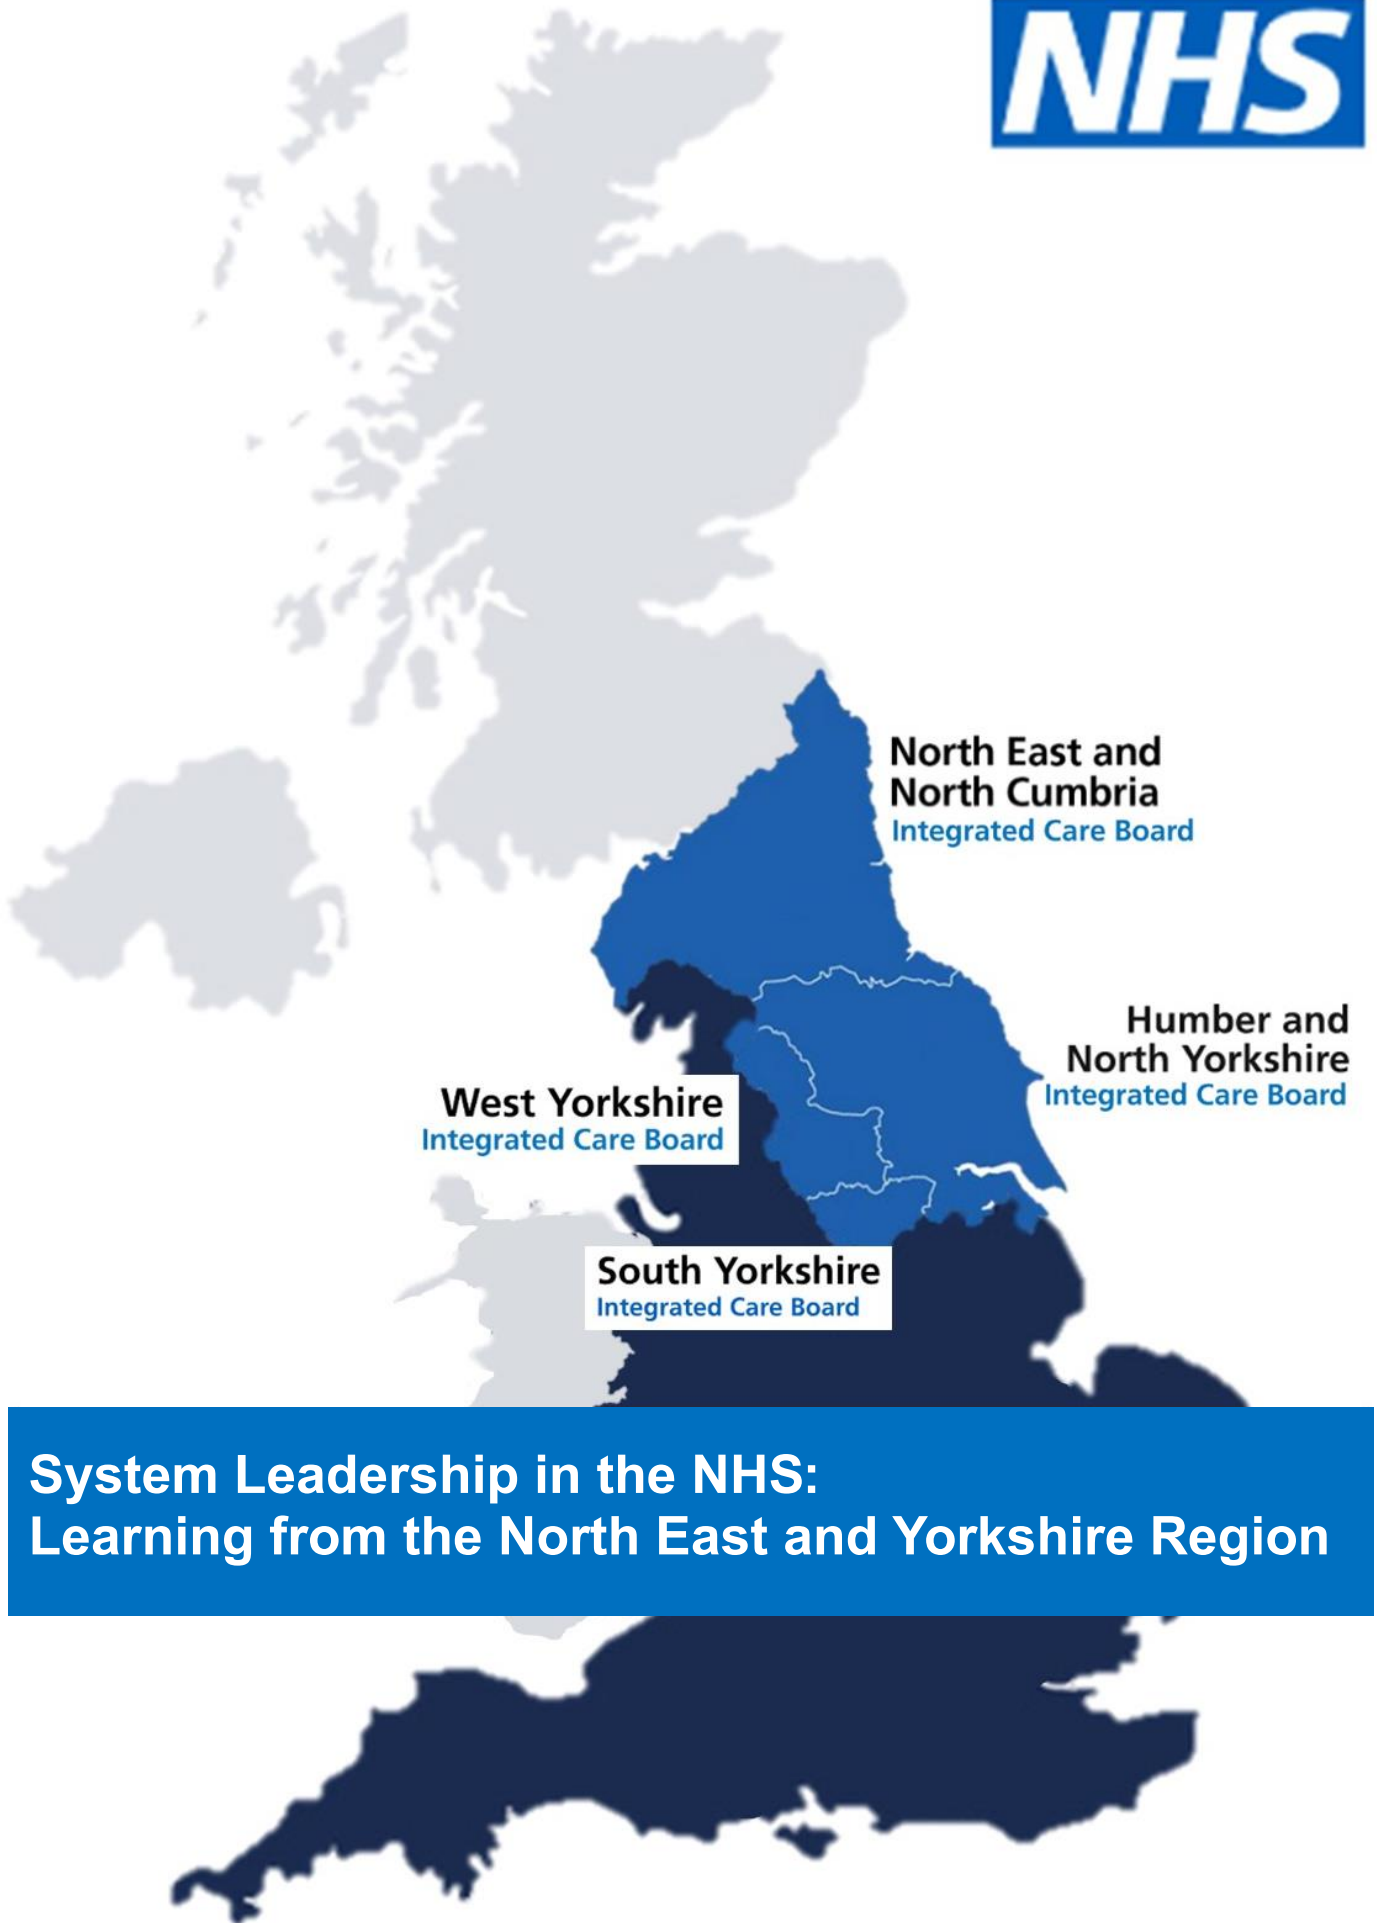 NHS
North East and
North Cumbria
Integrated Care Board
Humber and
North Yorkshire
Integrated Care Board
West Yorkshire
Integrated Care Board
South Yorkshire
Integrated Care Board
System Leadership in the NHS:
Learning from the North East and Yorkshire Region